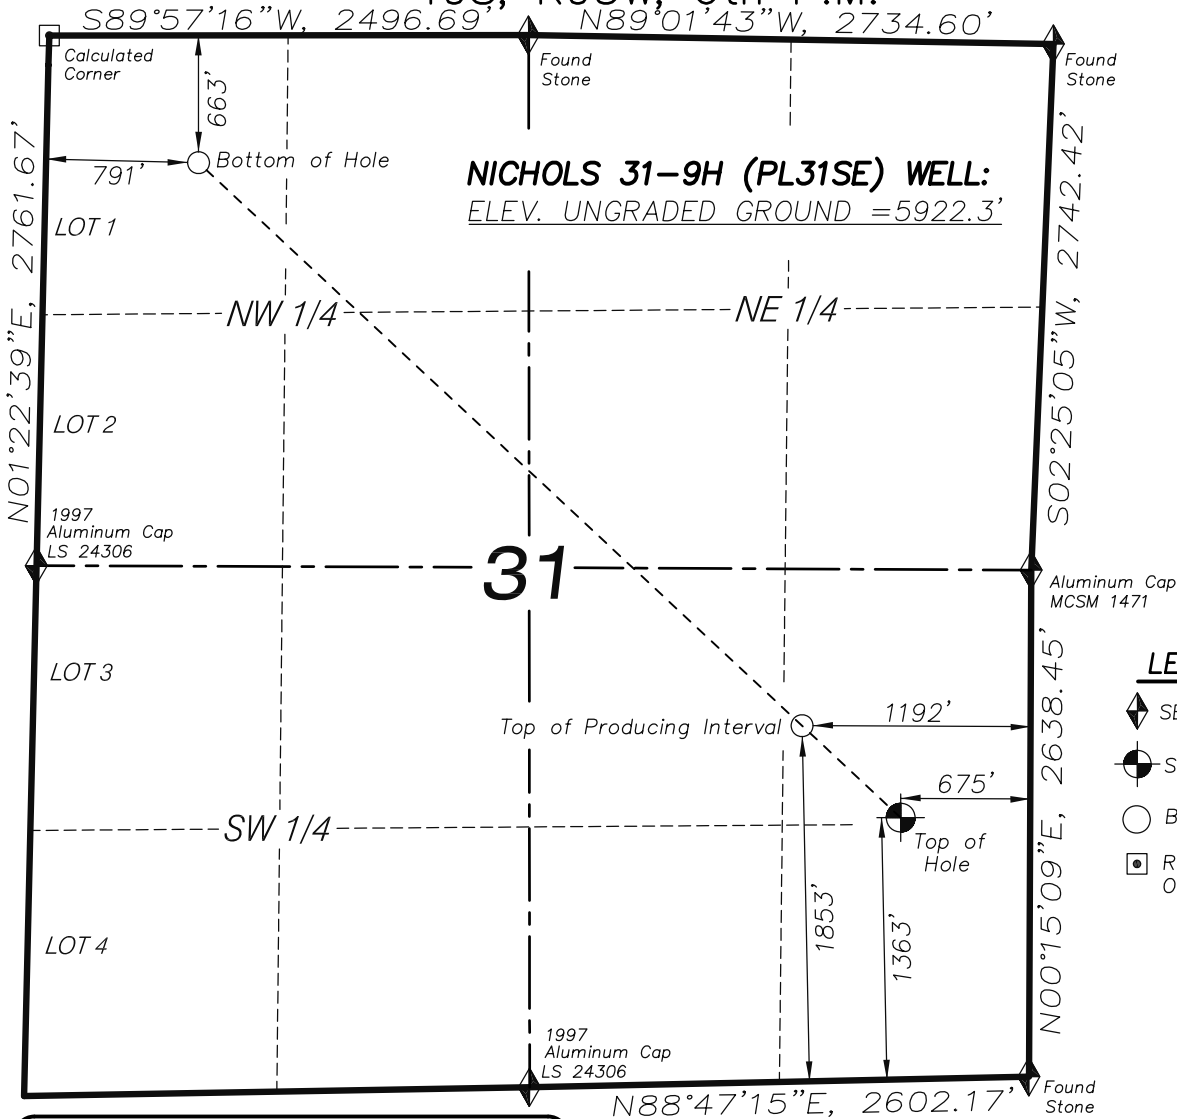 S89°57'16"W, 2496.69'
N89°01'43"W, 2734.60'
Calculated
Corner
Found
Stone
Found
Stone
663'
791'
Bottom of Hole
NICHOLS 31-9H (PL31SE) WELL:
ELEV. UNGRADED GROUND =5922.3'
N01°22'39"E, 2761.67'
S02°25'05"W, 2742.42'
LOT 1
NW 1/4
NE 1/4
LOT 2
1997
Aluminum Cap
LS 24306
31
Aluminum Cap
MCSM 1471
LOT 3
Top of Producing Interval
1192'
675'
N00°15'09"E, 2638.45'
SW 1/4
Top of
Hole
1853'
1363'
LOT 4
1997
Aluminum Cap
LS 24306
N88°47'15"E, 2602.17'
Found
Stone